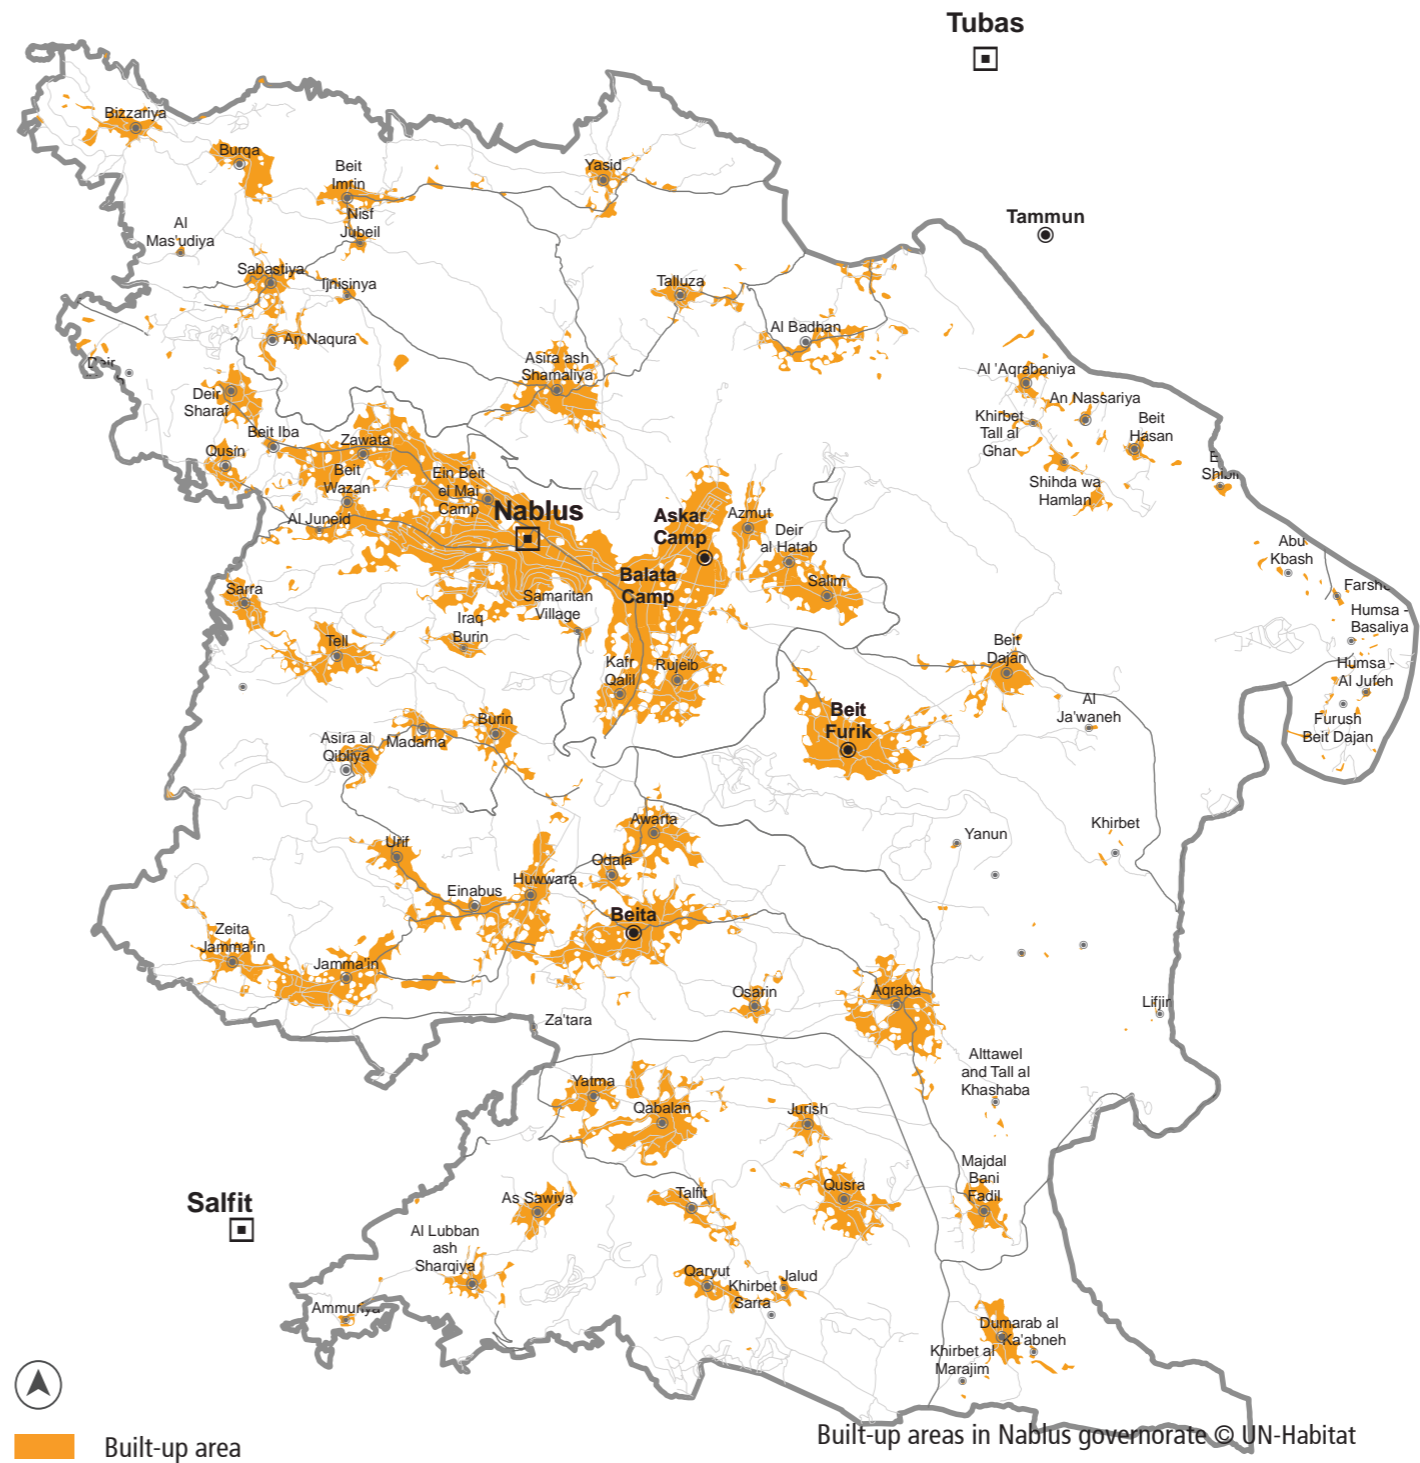 Tubas
Bizzariya
Burqa
Beit
Imrin
Yasid
Nisf
Jubeil
Al
Mas'udiya
Tammun
Sabastiya
Ijnisinya
Talluza
An Naqura
Al Badhan
Asira ash
Shamaliya
Deir
Al 'Aqrabaniya
Deir
Sharaf
An Nassariya
Khirbet
Tall al
Ghar
Beit
Hasan
Beit Iba
Zawata
Qusin
Beit
Wazan
Ein Beit
el Mai
Camp
Shihda wa
Hamlan
Al Juneid
Nablus
Askar
Camp
Azmut
Deir
al Hatab
Abu
Kbash
Balata
Camp
Salim
Sarra
Samaritan
Village
Humsa -
Basaliya
Iraq
Burin
Tell
Beit
Dajan
Kafr
Qalil
Rujeib
Humsa -
Al Jufeh
Al
Ja'waneh
Beit
Furik
Furush
Beit Dajan
Burin
Madama
Asira al
Qibliya
Awarta
Yanun
Khirbet
Urif
Odala
Huwwara
Einabus
Beita
Zeita
Jamma'in
Jamma'in
Osarin
Aqraba
Lifjim
Za'tara
Alttawel
and Tall al
Khashaba
Yatma
Qabalan
Jurish
Majdal
Bani
Fadil
Qusra
Salfit
As Sawiya
Talfit
Al Lubban
ash
Sharqiya
Qaryut
Khirbet
Sarra
Jalud
Ammuriya
Dumarab al
Ka'abneh
Khirbet al
Marajim
Built-up areas in Nablus governorate © UN-Habitat
Built-up area